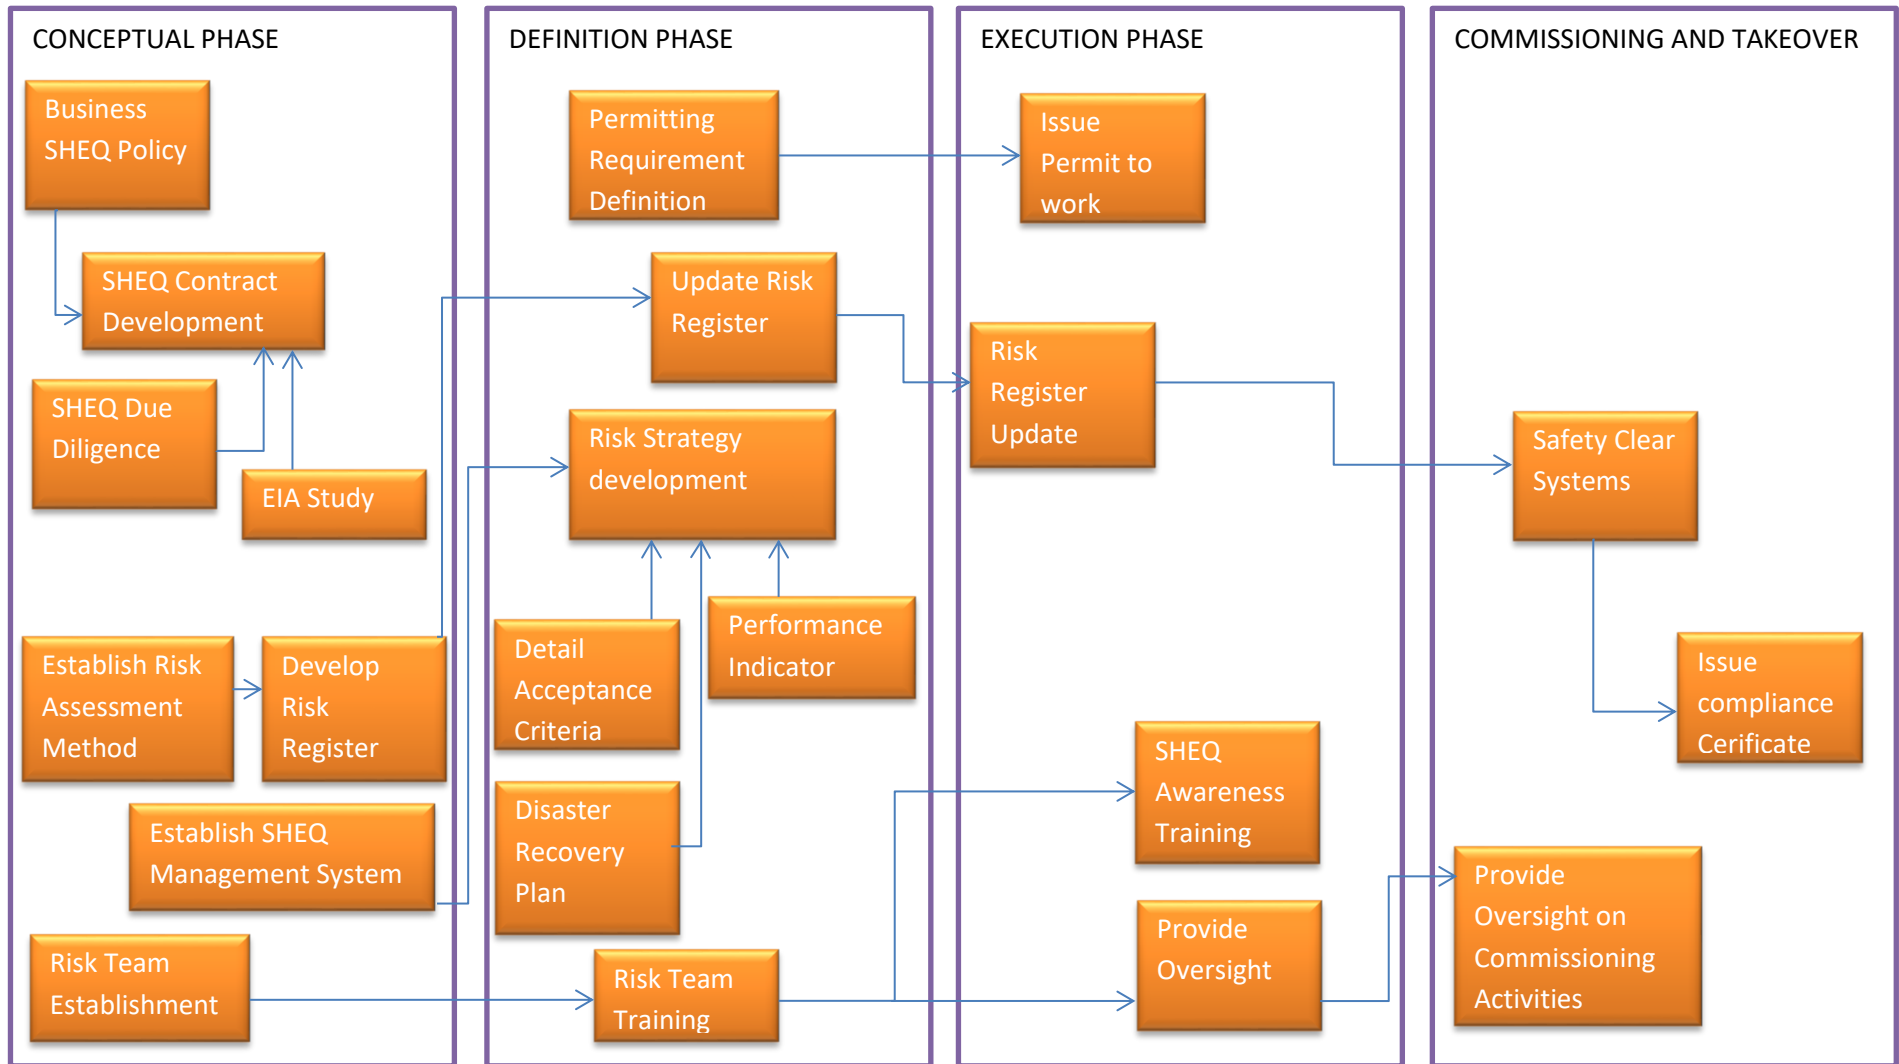 CONCEPTUAL PHASE
Business
SHEQ Policy
SHEQ Contract
Development
SHEQ Due
Diligence
EIA Study
Establish Risk
Assessment
Method
Develop
Risk
Register
Establish SHEQ
Management System
Risk Team
Establishment
DEFINITION PHASE
Permitting
Requirement
Definition
Update Risk
Register
Risk Strategy
development
Detail
Acceptance
Criteria
Performance
Indicator
Disaster
Recovery
Plan
Risk Team
Training
EXECUTION PHASE
Issue
Permit to
work
Risk
Register
Update
SHEQ
Awareness
Training
Provide
Oversight
COMMISSIONING AND TAKEOVER
Safety Clear
Systems
Issue
compliance
Cerificate
Provide
Oversight on
Commissioning
Activities